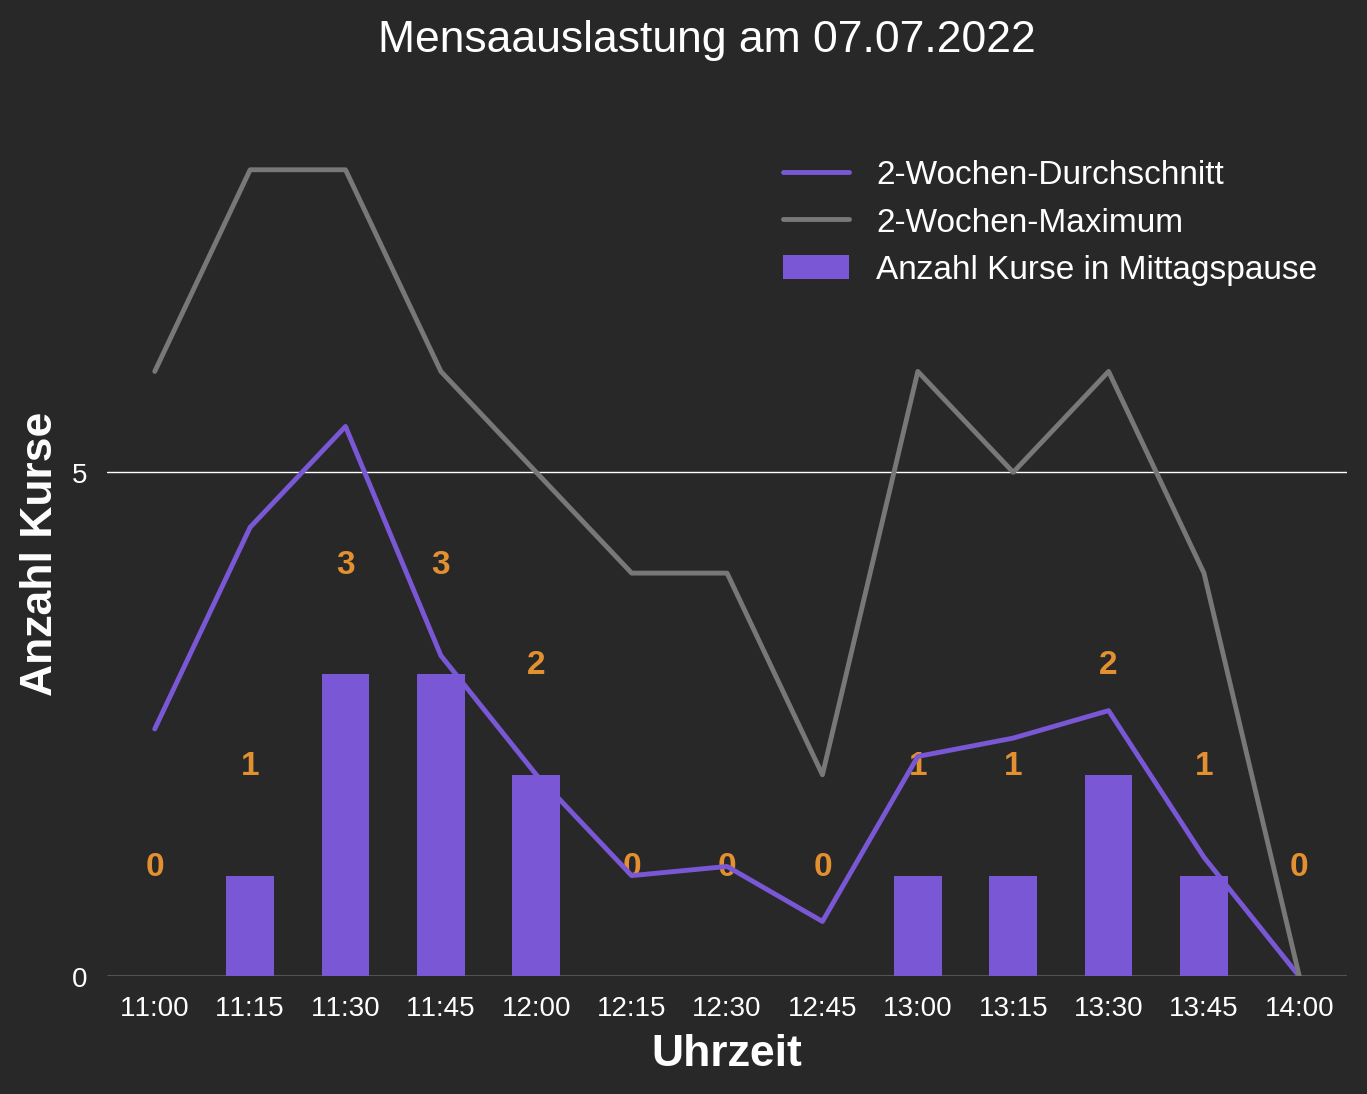 Mensaauslastung am 07.07.2022
2-Wochen-Durchschnitt
2-Wochen-Maximum
Anzahl Kurse in Mittagspause
Anzahl Kurse
5
0
3
3
2
2
1
1
1
1
0
0
0
0
0
11:00 11:15 11:30 11:45 12:00 12:15 12:30 12:45 13:00 13:15 13:30 13:45 14:00
Uhrzeit